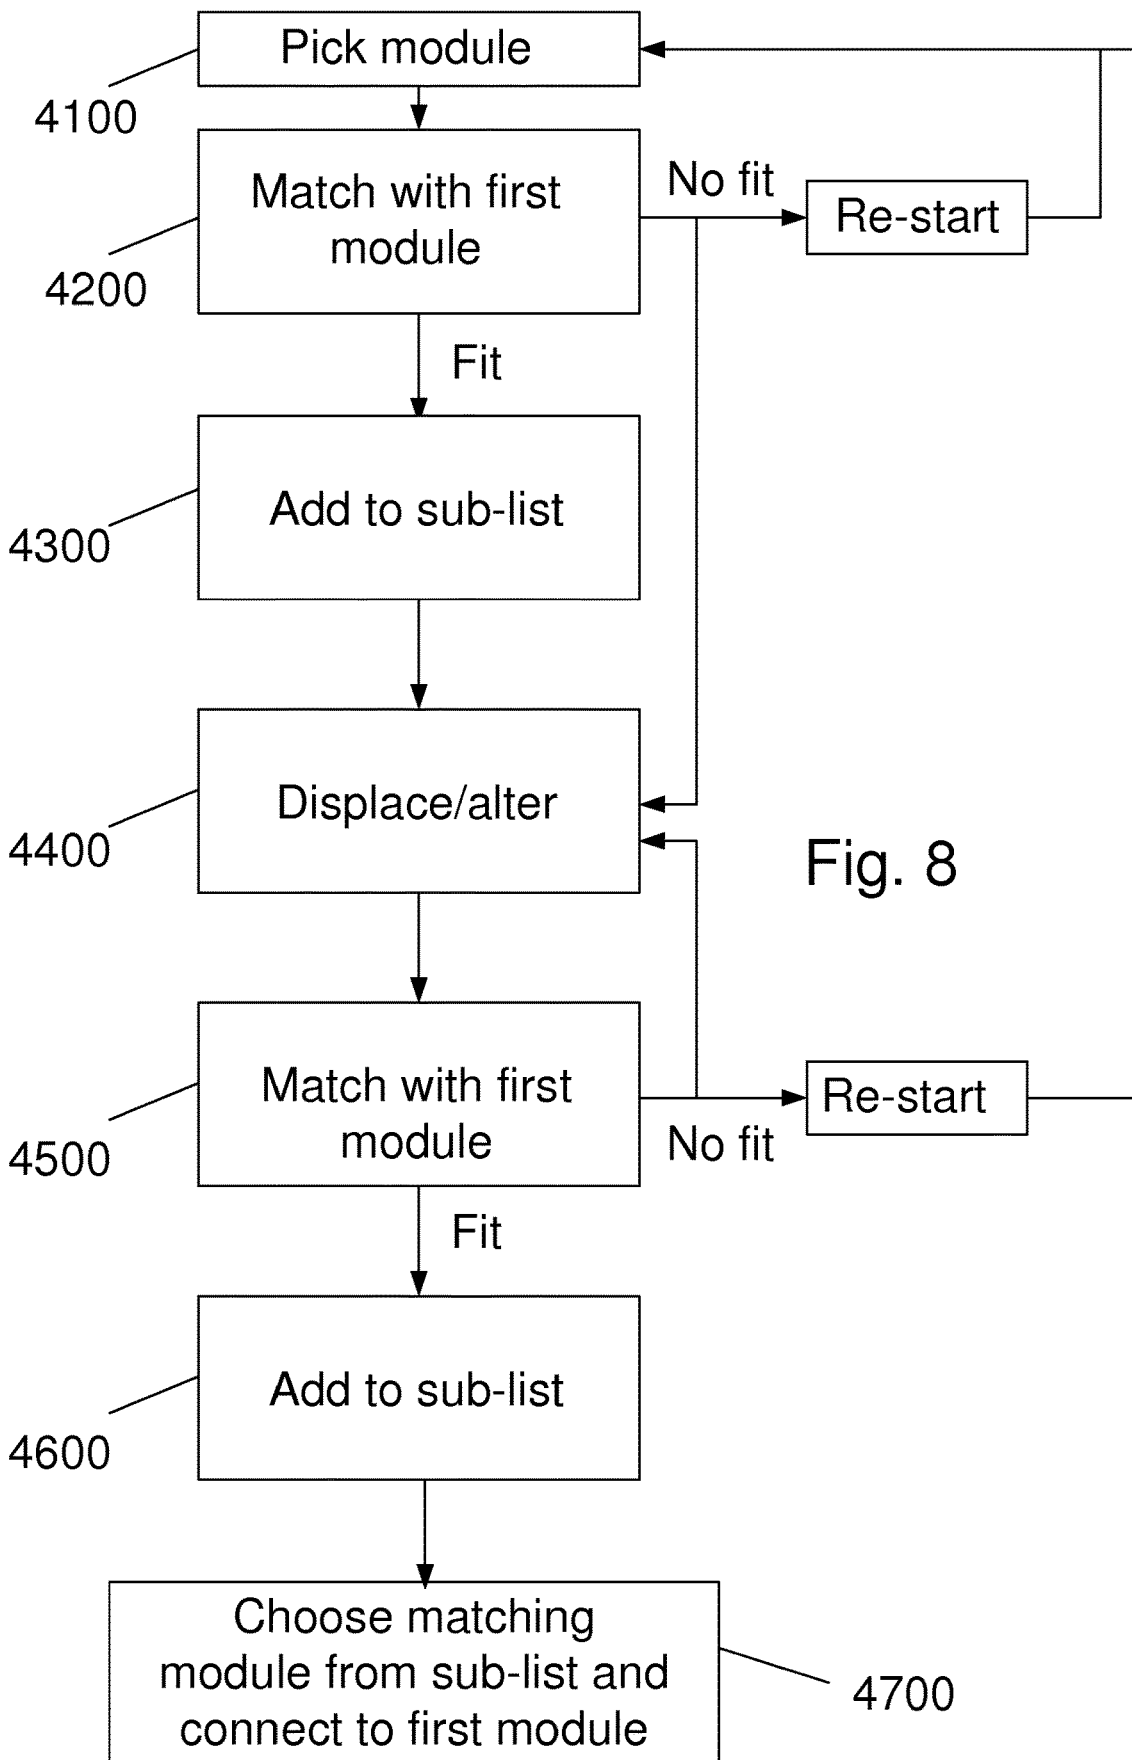 Pick module
4100
Match with first
module
No fit
Re-start
4200
Fit
Add to sub-list
4300
Displace/alter
4400
Fig. 8
Match with first
module
Re-start
No fit
4500
Fit
Add to sub-list
4600
Choose matching
module from sub-list and
connect to first module
4700